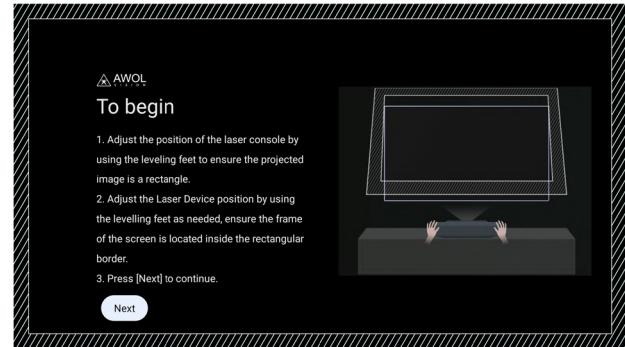 AWOL
VISION
To begin
1. Adjust the position of the laser console by
using the leveling feet to ensure the projected
image is a rectangle.
2. Adjust the Laser Device position by using
the levelling feet as needed, ensure the frame
of the screen is located inside the rectangular
border.
3. Press [Next] to continue.
Next